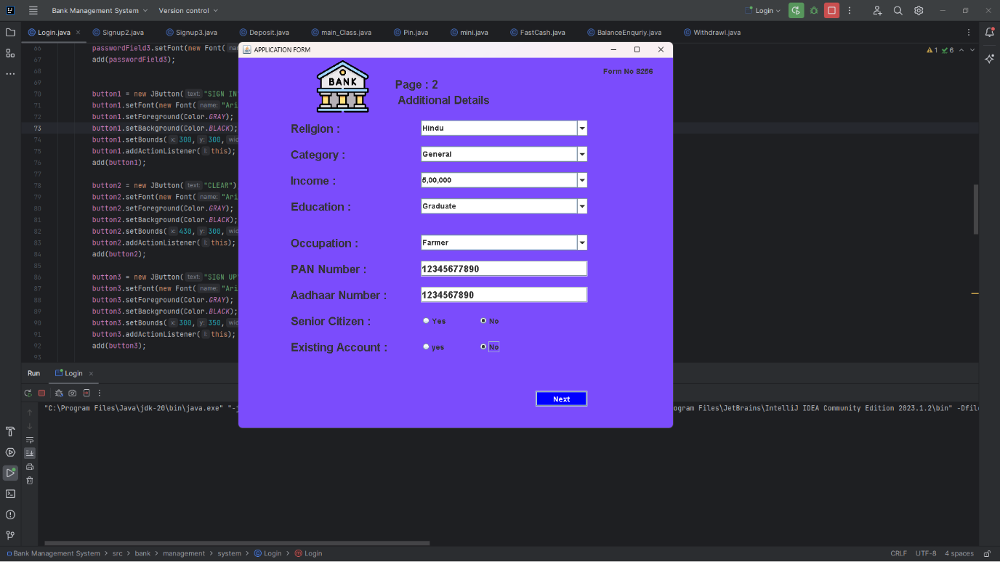 Bank Management System Version control Login
Login.java Signup2.java Signup3.java Deposit.java main_Class.java Pin.java mini.java FastCash.java BalanceEnquriy.java Withdrawl.java
66 passwordField3.setFont(new Font(
67 add(passwordField3);
68
69
70 button1 = new JButton( text: "SIGN IN"
71 button1.setFont(new Font( name: "Ari
72 button1.setForeground(Color.GRAY);
73 button1.setBackground(Color.BLACK);
74 button1.setBounds( x: 300, y: 300,
75 button1.addActionListener( l: this);
76 add(button1);
77
78 button2 = new JButton( text: "CLEAR")
79 button2.setFont(new Font( name: "Ari
80 button2.setForeground(Color.GRAY);
81 button2.setBackground(Color.BLACK);
82 button2.setBounds( x: 430, y: 300,
83 button2.addActionListener( l: this);
84 add(button2);
85
86 button3 = new JButton( text: "SIGN UP"
87 button3.setFont(new Font( name: "Ari
88 button3.setForeground(Color.GRAY);
89 button3.setBackground(Color.BLACK);
90 button3.setBounds( x: 300, y: 350,
91 button3.addActionListener( l: this);
92 add(button3);
93
1 6
APPLICATION FORM
BANK
Form No 8256
Page : 2
Additional Details
Religion : Hindu
Category : General
Income : 5,00,000
Education : Graduate
Occupation : Farmer
PAN Number : 12345677890
Aadhaar Number : 1234567890
Senior Citizen : Yes No
Existing Account : yes No
Next
Run Login
"C:\Program Files\Java\jdk-20\bin\java.exe" "-j
ogram Files\JetBrains\IntelliJ IDEA Community Edition 2023.1.2\bin" -Dfile
Bank Management System > src > bank > management > system > Login > Login CRLF UTF-8 4 spaces